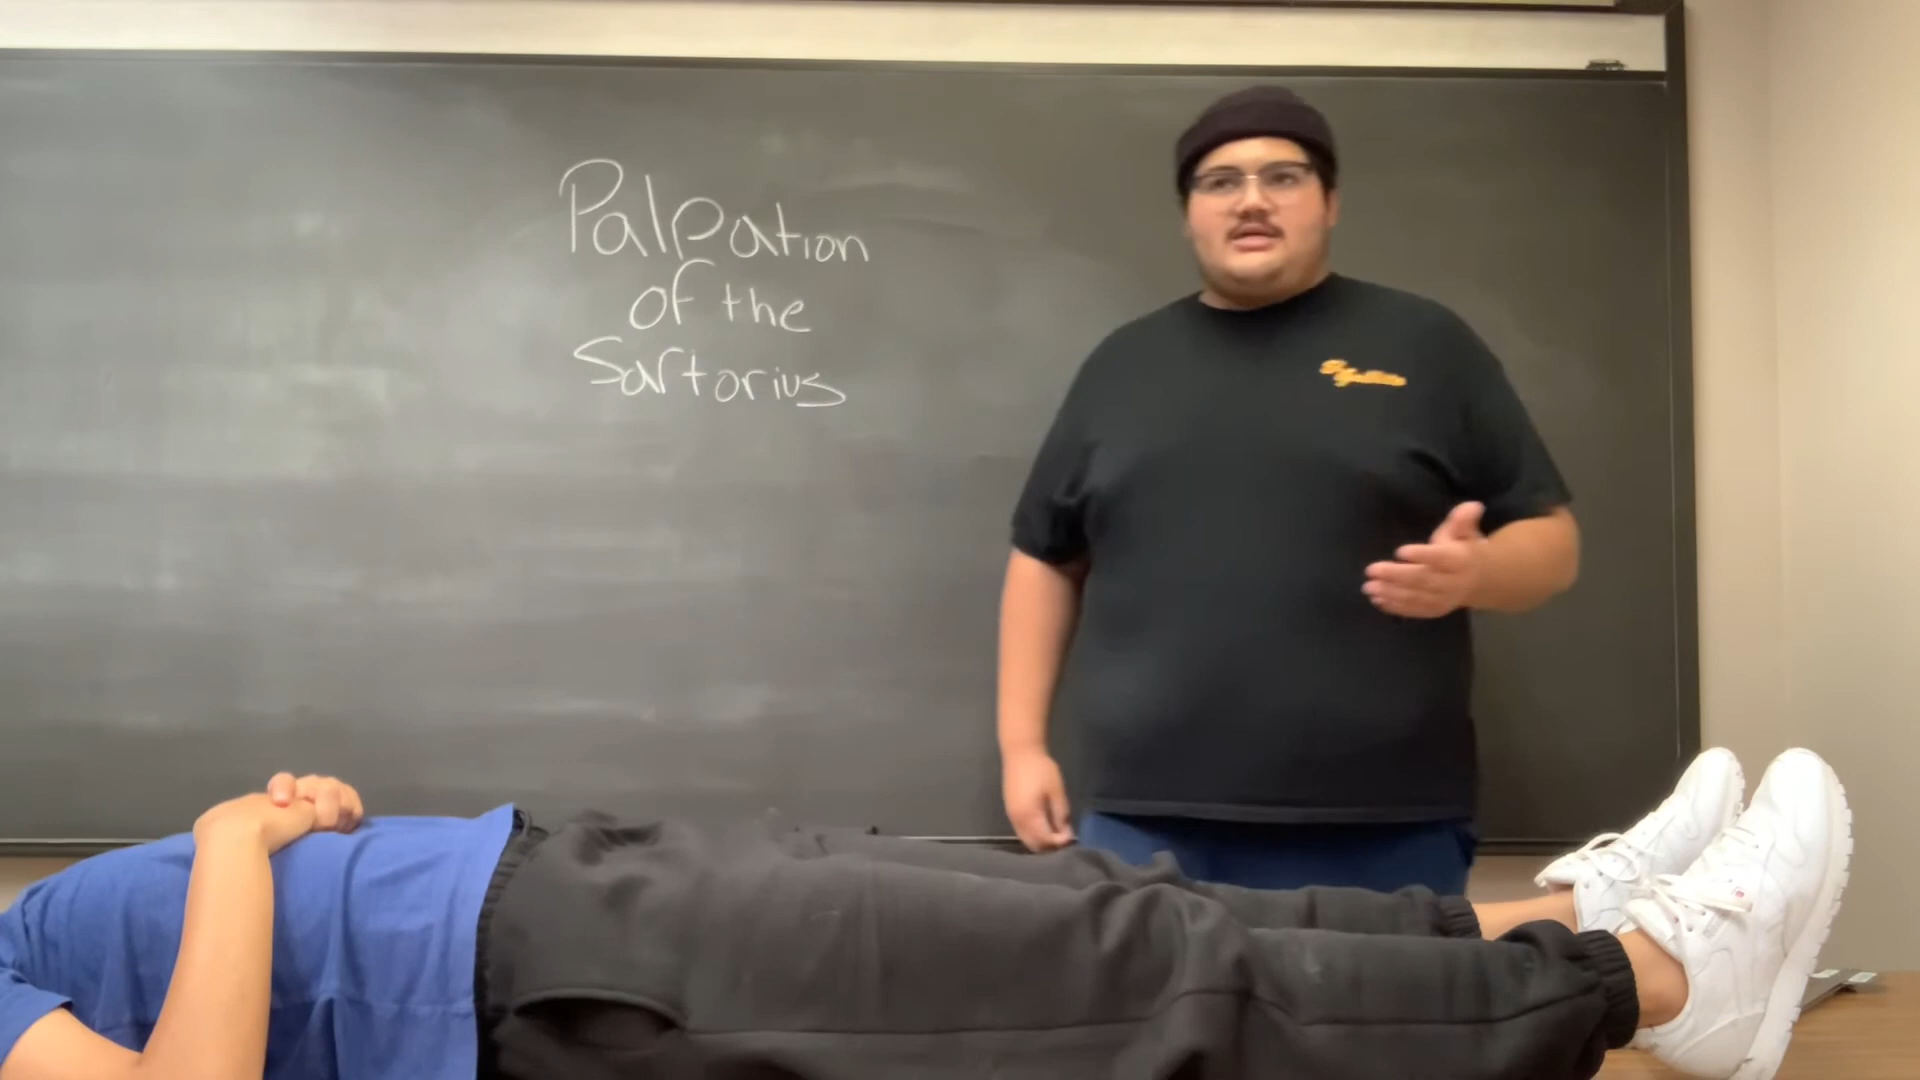 Palpation
of the
Sartorius